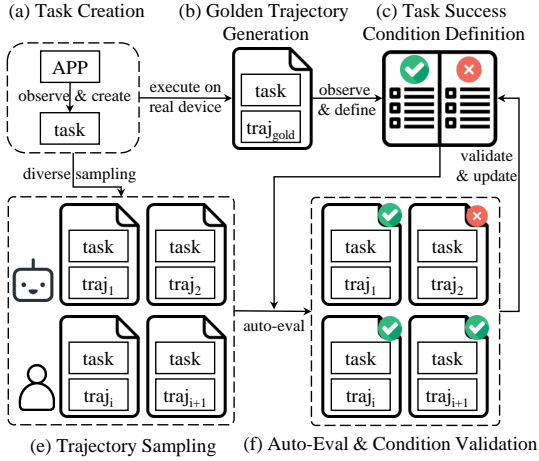 (a) Task Creation
(b) Golden Trajectory
Generation
(c) Task Success
Condition Definition
APP
observe & create
task
execute on
real device
task
traj_gold
observe
& define
validate
& update
diverse sampling
task
traj_1
task
traj_2
task
traj_i
task
traj_i+1
auto-eval
task
traj_1
task
traj_2
task
traj_i
task
traj_i+1
(e) Trajectory Sampling
(f) Auto-Eval & Condition Validation